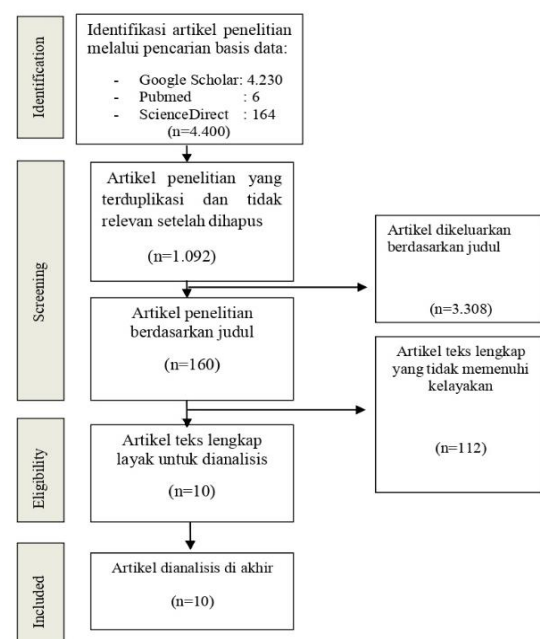 Identification
Identifikasi artikel penelitian
melalui pencarian basis data:
- Google Scholar: 4.230
- Pubmed : 6
- ScienceDirect : 164
(n=4.400)
Screening
Artikel penelitian yang
terduplikasi dan tidak
relevan setelah dihapus
(n=1.092)
Artikel dikeluarkan
berdasarkan judul
(n=3.308)
Artikel penelitian
berdasarkan judul
(n=160)
Artikel teks lengkap
yang tidak memenuhi
kelayakan
(n=112)
Eligibility
Artikel teks lengkap
layak untuk dianalisis
(n=10)
Included
Artikel dianalisis di akhir
(n=10)